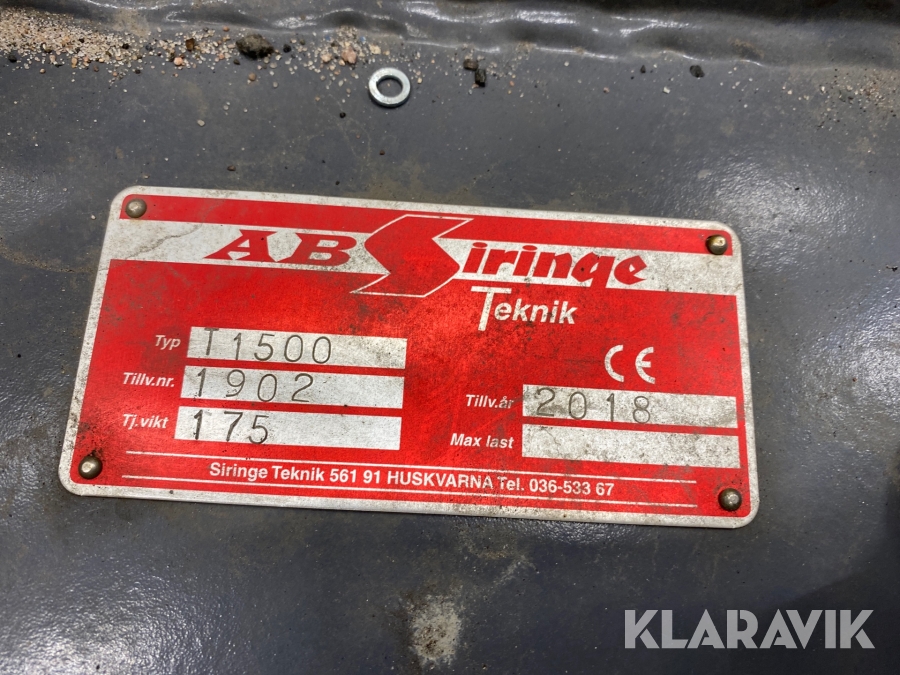 AB Siringe
Teknik
Typ T1500
Tillv.nr. 1902
Tj.vikt 175
CE
Tillv.år 2018
Max last
Siringe Teknik 561 91 HUSKVARNA Tel. 036-533 67
KLARAVIK